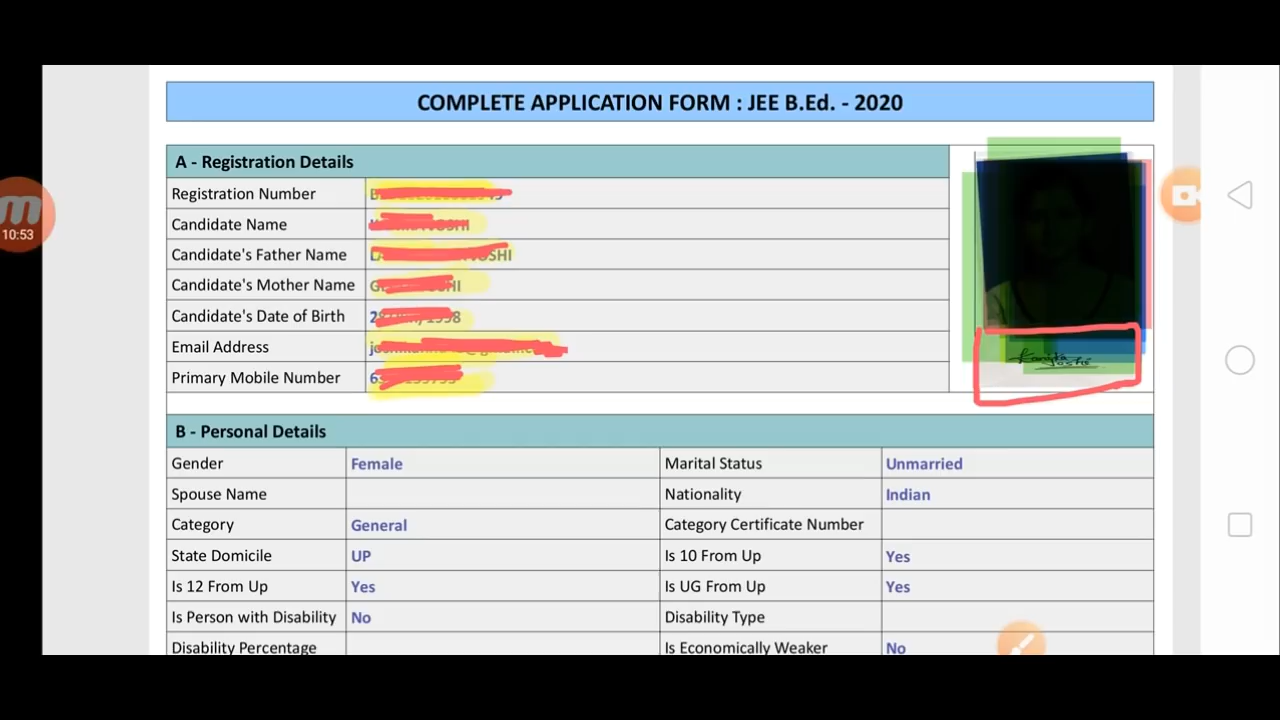 COMPLETE APPLICATION FORM : JEE B.Ed. - 2020
A - Registration Details
Registration Number
Candidate Name
Candidate's Father Name
Candidate's Mother Name
Candidate's Date of Birth
Email Address
Primary Mobile Number
10:53
B - Personal Details
Gender Female Marital Status Unmarried
Spouse Name Nationality Indian
Category General Category Certificate Number
State Domicile UP Is 10 From Up Yes
Is 12 From Up Yes Is UG From Up Yes
Is Person with Disability No Disability Type
Disability Percentage Is Economically Weaker No